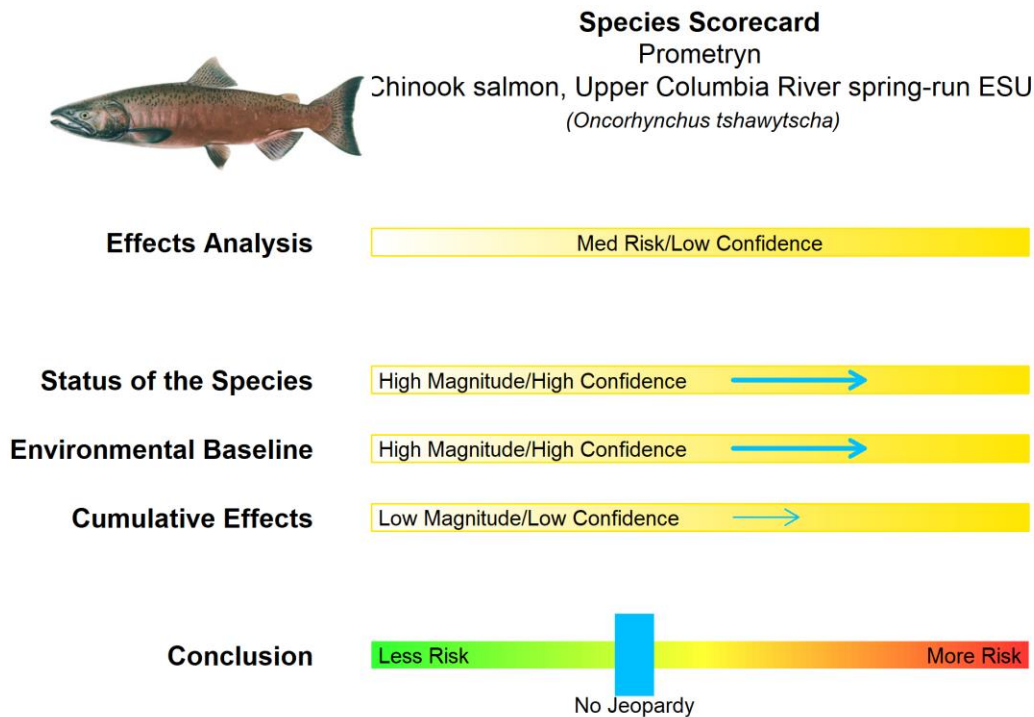 Species Scorecard
Prometryn
Chinook salmon, Upper Columbia River spring-run ESU
(Oncorhynchus tshawytscha)
Effects Analysis
Med Risk/Low Confidence
Status of the Species
High Magnitude/High Confidence
Environmental Baseline
High Magnitude/High Confidence
Cumulative Effects
Low Magnitude/Low Confidence
Conclusion
Less Risk
More Risk
No Jeopardy